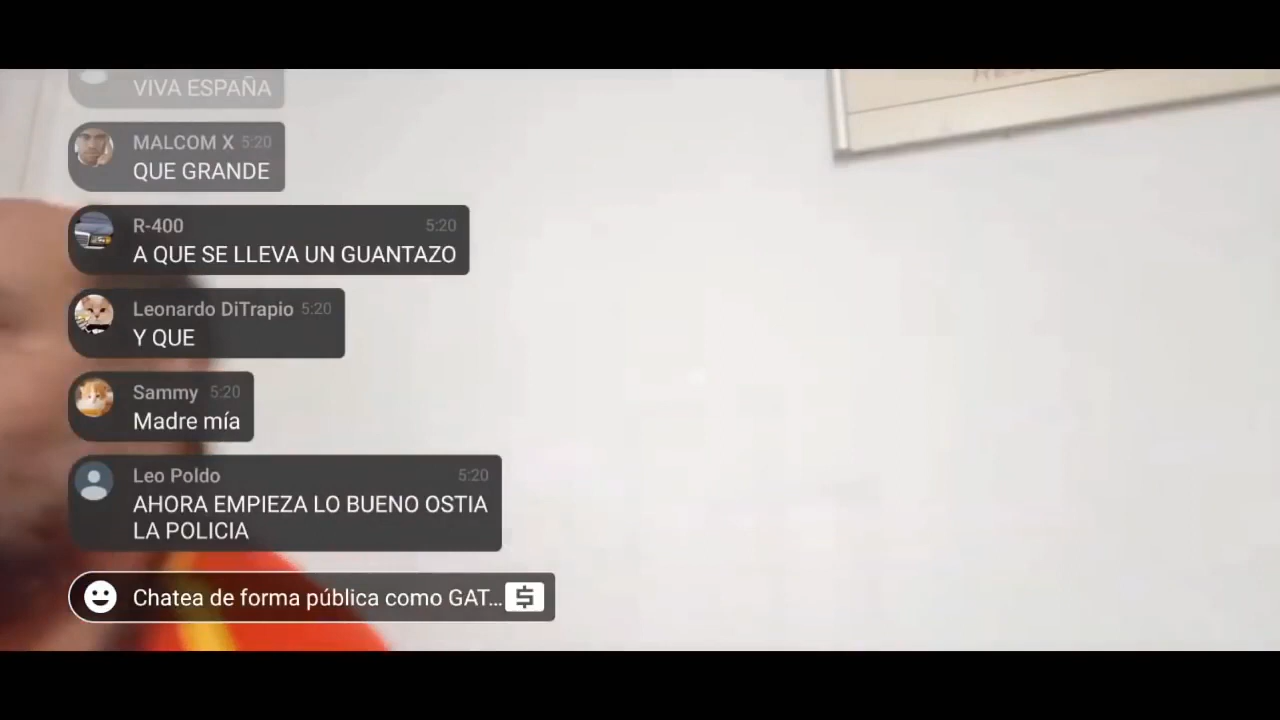 VIVA ESPAÑA
MALCOM X 5:20
QUE GRANDE
R-400 5:20
A QUE SE LLEVA UN GUANTAZO
Leonardo DiTrapio 5:20
Y QUE
Sammy 5:20
Madre mía
Leo Poldo 5:20
AHORA EMPIEZA LO BUENO OSTIA
LA POLICIA
Chatea de forma pública como GAT...
$